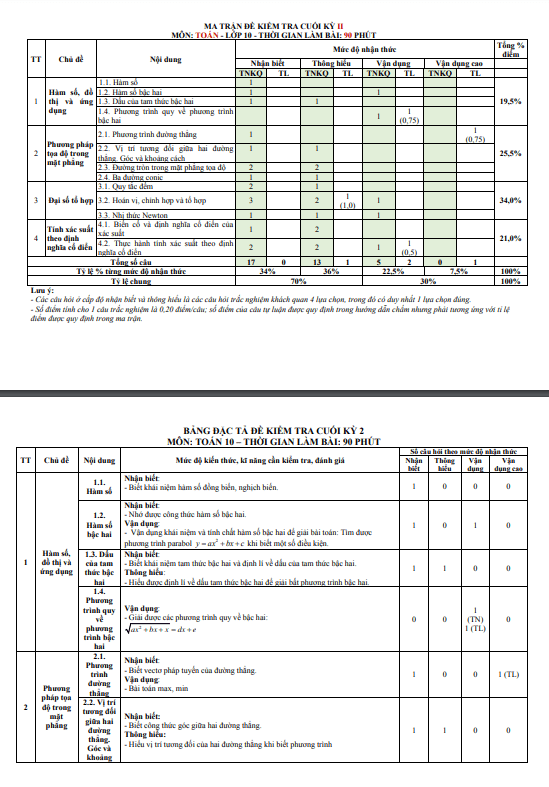 MA TRẬN ĐỀ KIỂM TRA CUỐI KỲ II
MÔN: TOÁN - LỚP 10 - THỜI GIAN LÀM BÀI: 90 PHÚT
TT Chủ đề Nội dung Mức độ nhận thức Tổng % điểm
Nhận biết Thông hiểu Vận dụng Vận dụng cao
TNKQ TL TNKQ TL TNKQ TL TNKQ TL
1 Hàm số, đồ thị và ứng dụng 19,5%
1.1. Hàm số 1
1.2. Hàm số bậc hai 1 1
1.3. Dấu của tam thức bậc hai 1 1
1.4. Phương trình quy về phương trình bậc hai 1 1 (0,75)
2 Phương pháp tọa độ trong mặt phẳng 25,5%
2.1. Phương trình đường thẳng 1 1 (0,75)
2.2. Vị trí tương đối giữa hai đường thẳng. Góc và khoảng cách 1 1
2.3. Đường tròn trong mặt phẳng tọa độ 2 2
2.4. Ba đường conic 1 1
3 Đại số tổ hợp 34,0%
3.1. Quy tắc đếm 2 1
3.2. Hoán vị, chỉnh hợp và tổ hợp 3 2 1 (1,0) 1
3.3. Nhị thức Newton 1 1 1
4 Tính xác suất theo định nghĩa cổ điển 21,0%
4.1. Biến cố và định nghĩa cổ điển của xác suất 1 2
4.2. Thực hành tính xác suất theo định nghĩa cổ điển 2 2 1 1 (0,5)
Tổng số câu 17 0 13 1 5 2 0 1
Tỷ lệ % từng mức độ nhận thức 34% 36% 22,5% 7,5% 100%
Tỷ lệ chung 70% 30% 100%
Lưu ý:
- Các câu hỏi ở cấp độ nhận biết và thông hiểu là các câu hỏi trắc nghiệm khách quan 4 lựa chọn, trong đó có duy nhất 1 lựa chọn đúng.
- Số điểm tính cho 1 câu trắc nghiệm là 0,20 điểm/câu; số điểm của câu tự luận được quy định trong hướng dẫn chấm nhưng phải tương ứng với tỉ lệ
điểm được quy định trong ma trận.
BẢNG ĐẶC TẢ ĐỀ KIỂM TRA CUỐI KỲ 2
MÔN: TOÁN 10 – THỜI GIAN LÀM BÀI: 90 PHÚT
TT Chủ đề Nội dung Mức độ kiến thức, kĩ năng cần kiểm tra, đánh giá Số câu hỏi theo mức độ nhận thức
Nhận biết Thông hiểu Vận dụng Vận dụng cao
1 Hàm số, đồ thị và ứng dụng
1.1. Hàm số
Nhận biết:
- Biết khái niệm hàm số đồng biến, nghịch biến.
1 0 0 0
1.2. Hàm số bậc hai
Nhận biết:
- Nhớ được công thức hàm số bậc hai.
Vận dụng:
- Vận dụng khái niệm và tính chất hàm số bậc hai để giải bài toán: Tìm được
phương trình parabol y = ax² + bx + c khi biết một số điều kiện.
1 0 1 0
1.3. Dấu của tam thức bậc hai
Nhận biết:
- Biết khái niệm tam thức bậc hai và định lí về dấu của tam thức bậc hai.
Thông hiểu:
- Hiểu được định lí về dấu tam thức bậc hai để giải bất phương trình bậc hai.
1 1 0 0
1.4. Phương trình quy về phương trình bậc hai
Vận dụng:
- Giải được các phương trình quy về bậc hai:
√ax² + bx + x = dx + e
0 0 1 (TN) 1 (TL) 0
2 Phương pháp tọa độ trong mặt phẳng
2.1. Phương trình đường thẳng
Nhận biết:
- Biết vectơ pháp tuyến của đường thẳng.
Vận dụng:
- Bài toán max, min
1 0 0 1 (TL)
2.2. Vị trí tương đối giữa hai đường thẳng. Góc và khoảng
Nhận biết:
- Biết công thức góc giữa hai đường thẳng.
Thông hiểu:
- Hiểu vị trí tương đối của hai đường thẳng khi biết phương trình
1 1 0 0